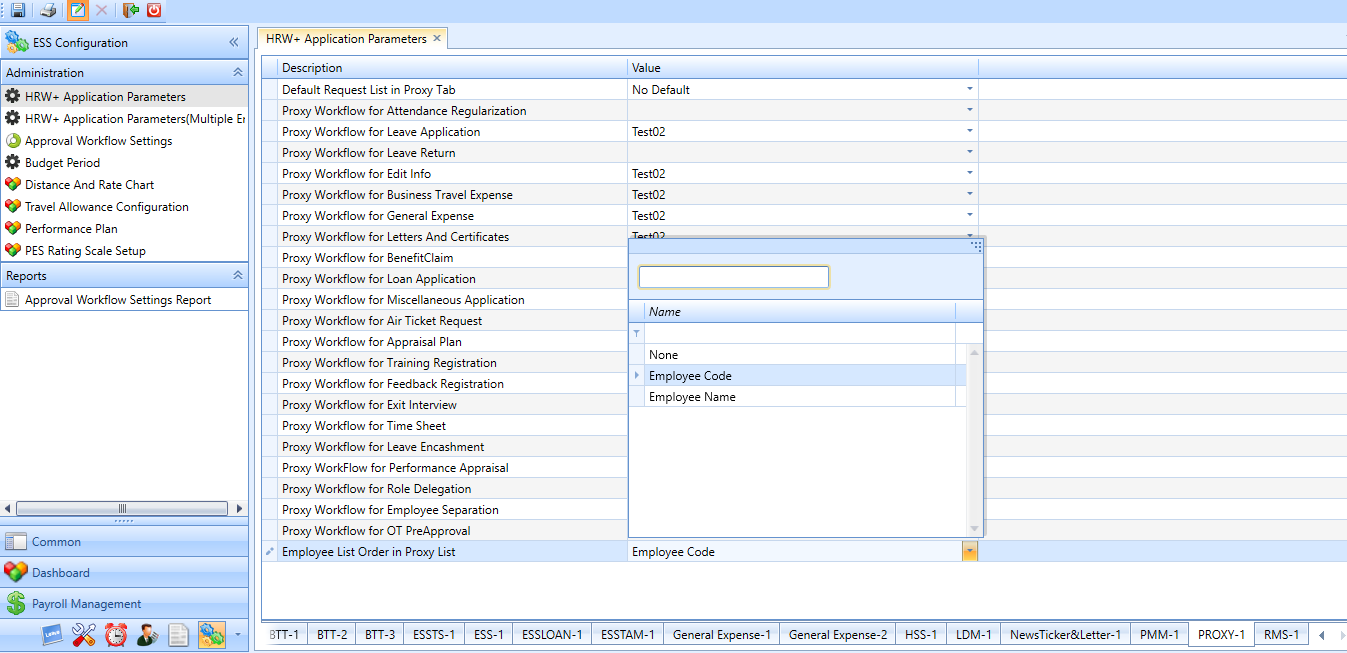 ESS Configuration
Administration
HRW+ Application Parameters
HRW+ Application Parameters(Multiple Er
Approval Workflow Settings
Budget Period
Distance And Rate Chart
Travel Allowance Configuration
Performance Plan
PES Rating Scale Setup
Reports
Approval Workflow Settings Report
Common
Dashboard
Payroll Management
HRW+ Application Parameters
Description Value
Default Request List in Proxy Tab No Default
Proxy Workflow for Attendance Regularization
Proxy Workflow for Leave Application Test02
Proxy Workflow for Leave Return
Proxy Workflow for Edit Info Test02
Proxy Workflow for Business Travel Expense Test02
Proxy Workflow for General Expense Test02
Proxy Workflow for Letters And Certificates Test02
Proxy Workflow for BenefitClaim
Proxy Workflow for Loan Application
Proxy Workflow for Miscellaneous Application
Proxy Workflow for Air Ticket Request
Proxy Workflow for Appraisal Plan
Proxy Workflow for Training Registration
Proxy Workflow for Feedback Registration
Proxy Workflow for Exit Interview
Proxy Workflow for Time Sheet
Proxy Workflow for Leave Encashment
Proxy WorkFlow for Performance Appraisal
Proxy Workflow for Role Delegation
Proxy Workflow for Employee Separation
Proxy Workflow for OT PreApproval
Employee List Order in Proxy List Employee Code
Name
None
Employee Code
Employee Name
BTT-1 BTT-2 BTT-3 ESSTS-1 ESS-1 ESSLOAN-1 ESSTAM-1 General Expense-1 General Expense-2 HSS-1 LDM-1 NewsTicker&Letter-1 PMM-1 PROXY-1 RMS-1